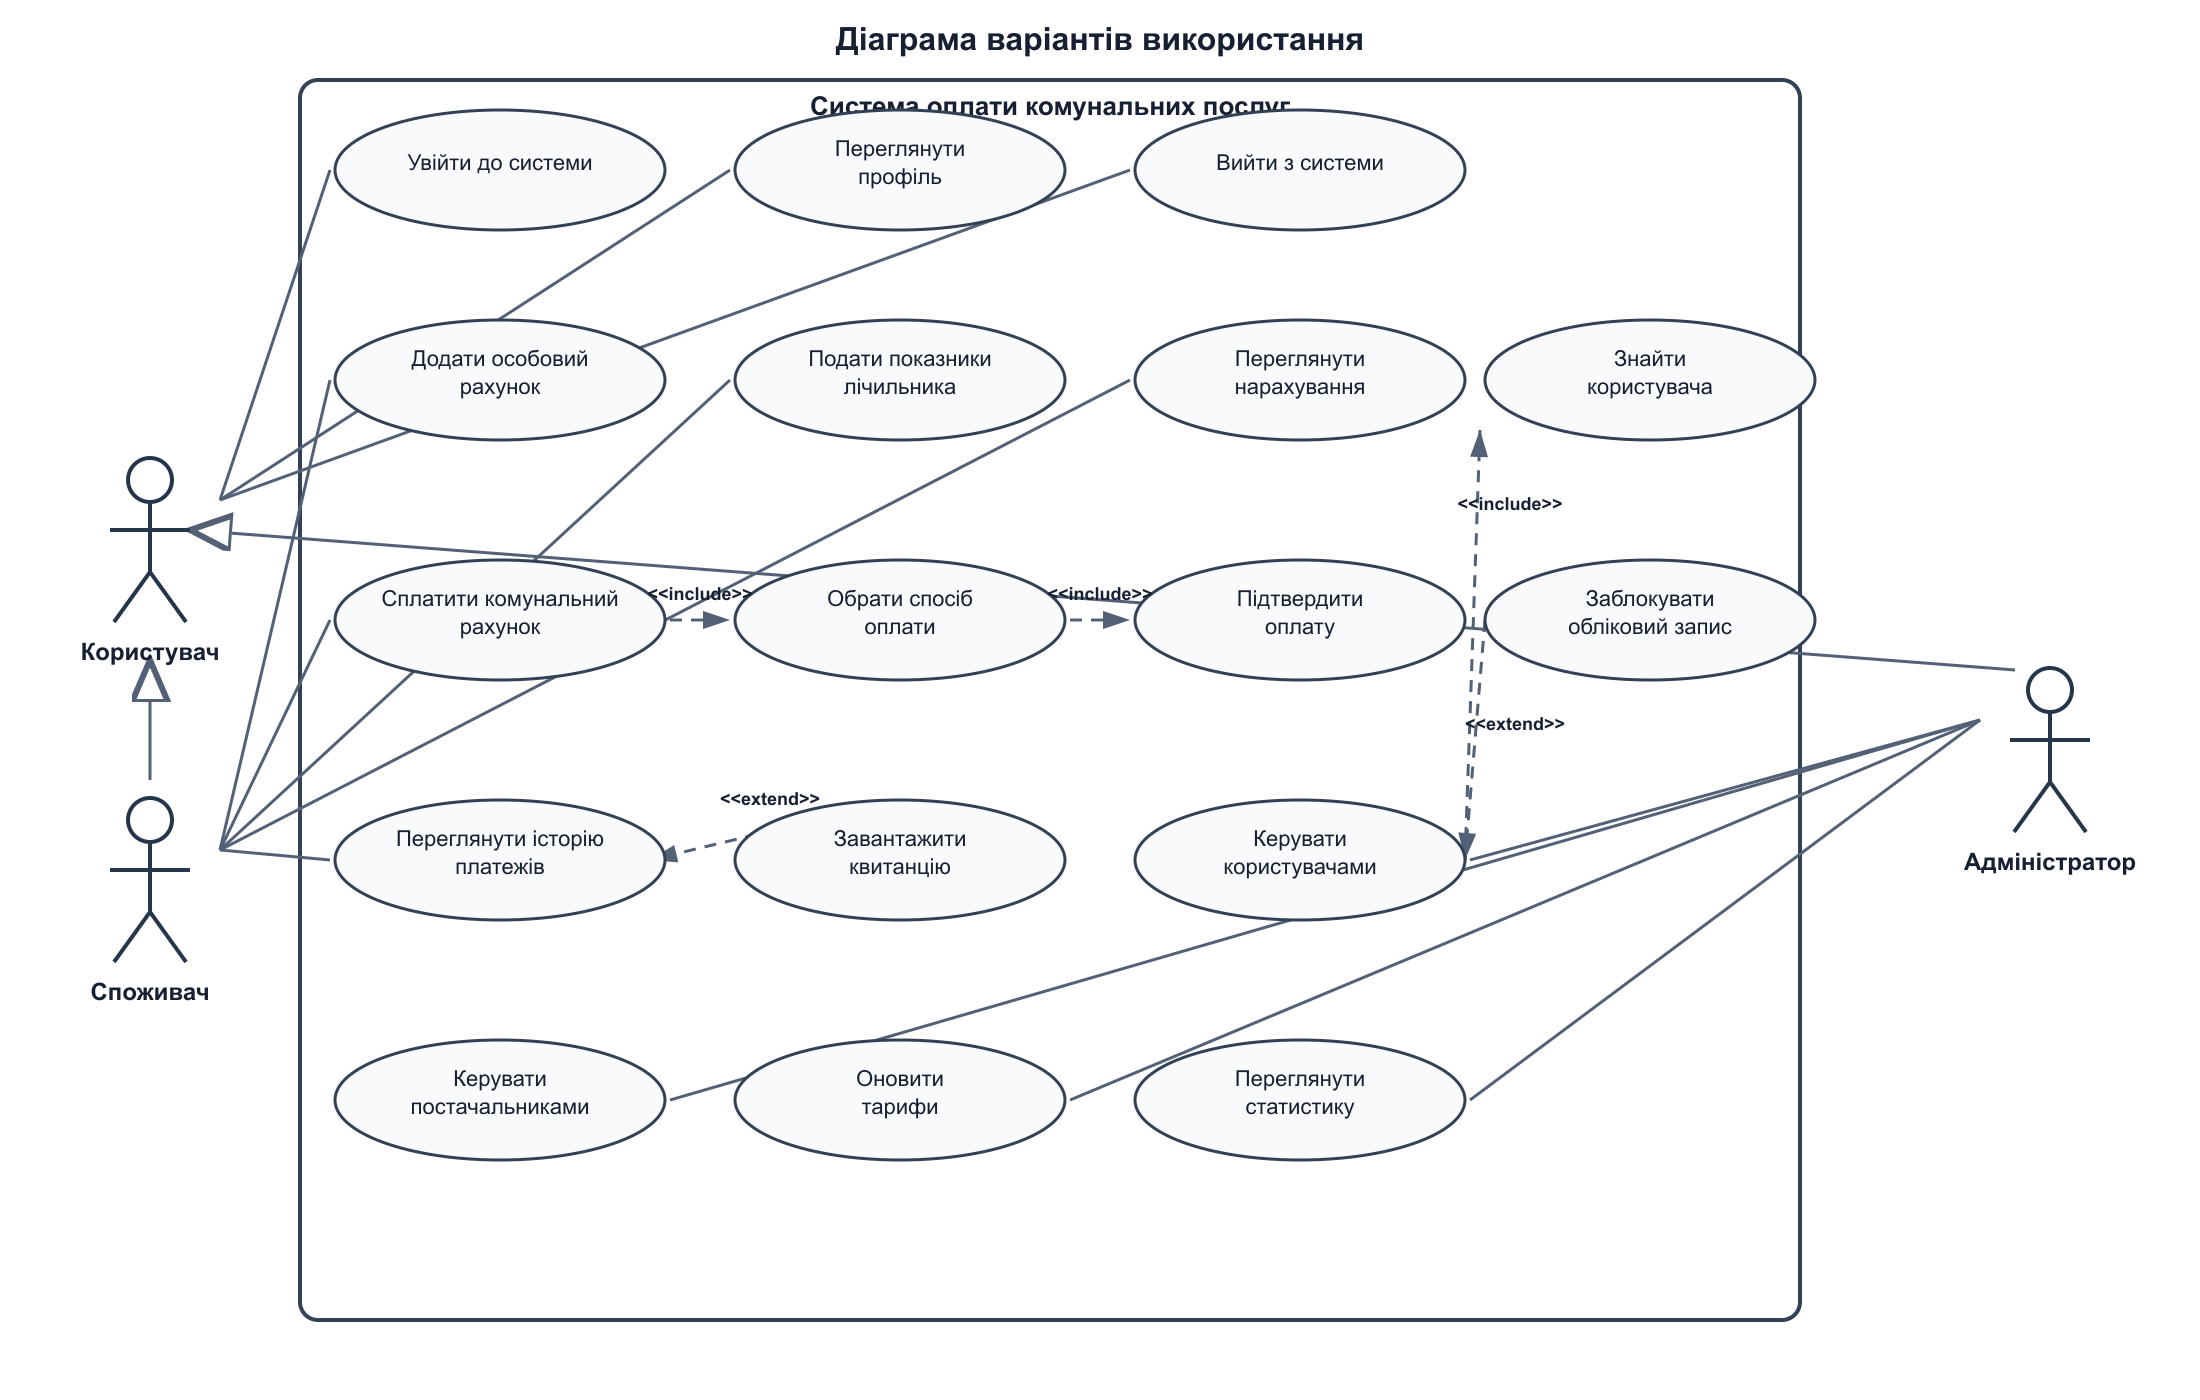 Діаграма варіантів використання
Система оплати комунальних послуг
Увійти до системи
Переглянути
профіль
Вийти з системи
Додати особовий
рахунок
Подати показники
лічильника
Переглянути
нарахування
Знайти
користувача
<<include>>
Користувач
Сплатити комунальний
рахунок
<<include>>
Обрати спосіб
оплати
<<include>>
Підтвердити
оплату
Заблокувати
обліковий запис
<<extend>>
<<extend>>
Переглянути історію
платежів
Завантажити
квитанцію
Керувати
користувачами
Адміністратор
Споживач
Керувати
постачальниками
Оновити
тарифи
Переглянути
статистику